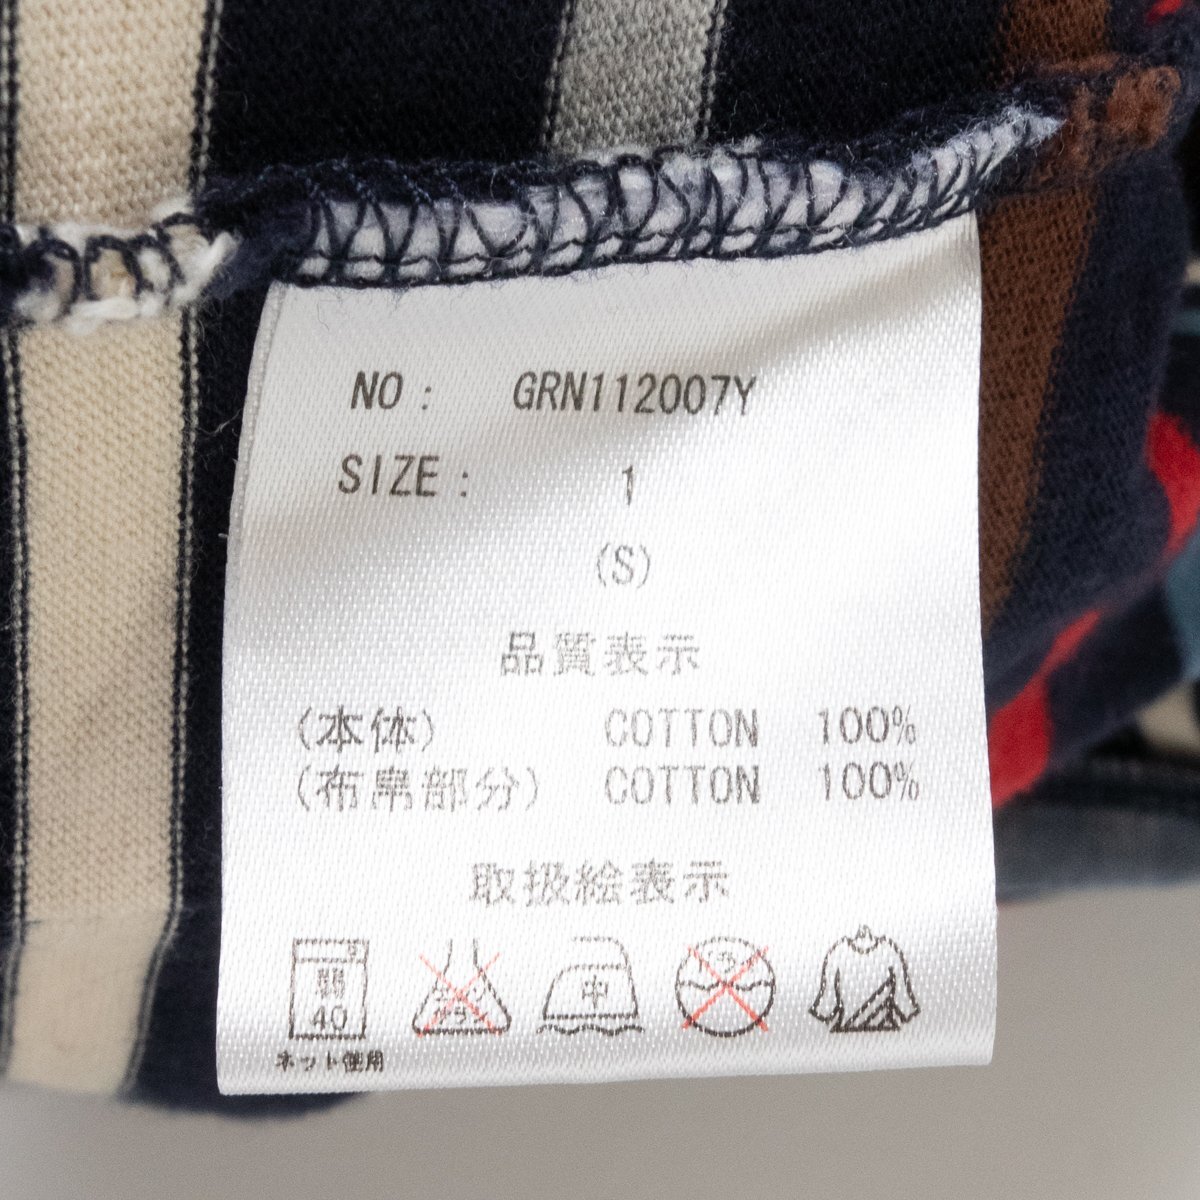 NO : GRN112007Y
SIZE : 1
(S)
品質表示
(本体) COTTON 100%
(布帛部分) COTTON 100%
取扱絵表示
弱 40 中
ネット使用